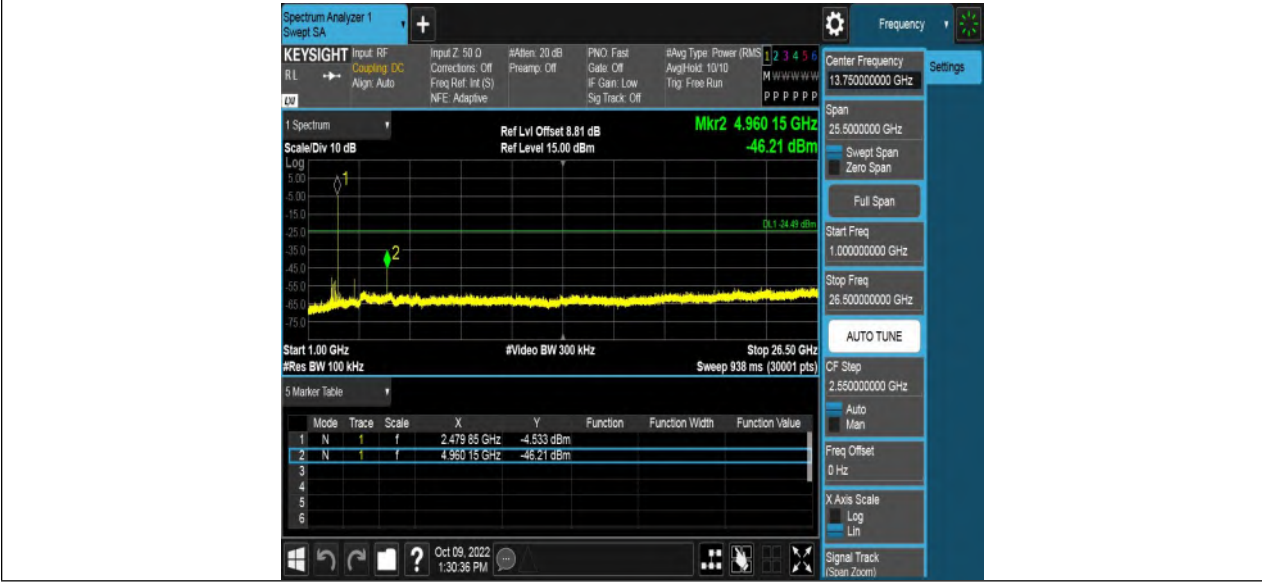 Spectrum Analyzer 1
Swept SA
+
Frequency
KEYSIGHT
RL
LXI
Input: RF
Coupling: DC
Align: Auto
Input Z: 50 Ω
Corrections: Off
Freq Ref: Int (S)
NFE: Adaptive
#Atten: 20 dB
Preamp: Off
PNO: Fast
Gate: Off
IF Gain: Low
Sig Track: Off
#Avg Type: Power (RMS
Avg|Hold: 10/10
Trig: Free Run
1 2 3 4 5 6
M W W W W W
P P P P P P
1 Spectrum
Scale/Div 10 dB
Ref Lvl Offset 8.81 dB
Ref Level 15.00 dBm
Mkr2 4.960 15 GHz
-46.21 dBm
Log
5.00
-5.00
-15.0
-25.0
-35.0
-45.0
-55.0
-65.0
-75.0
1
2
DL1 -24.49 dBm
Start 1.00 GHz
#Res BW 100 kHz
#Video BW 300 kHz
Stop 26.50 GHz
Sweep 938 ms (30001 pts)
5 Marker Table
Mode Trace Scale X Y Function Function Width Function Value
1 N 1 f 2.479 85 GHz -4.533 dBm
2 N 1 f 4.960 15 GHz -46.21 dBm
3
4
5
6
?
Oct 09, 2022
1:30:36 PM
Center Frequency
13.750000000 GHz
Settings
Span
25.5000000 GHz
Swept Span
Zero Span
Full Span
Start Freq
1.000000000 GHz
Stop Freq
26.500000000 GHz
AUTO TUNE
CF Step
2.550000000 GHz
Auto
Man
Freq Offset
0 Hz
X Axis Scale
Log
Lin
Signal Track
(Span Zoom)